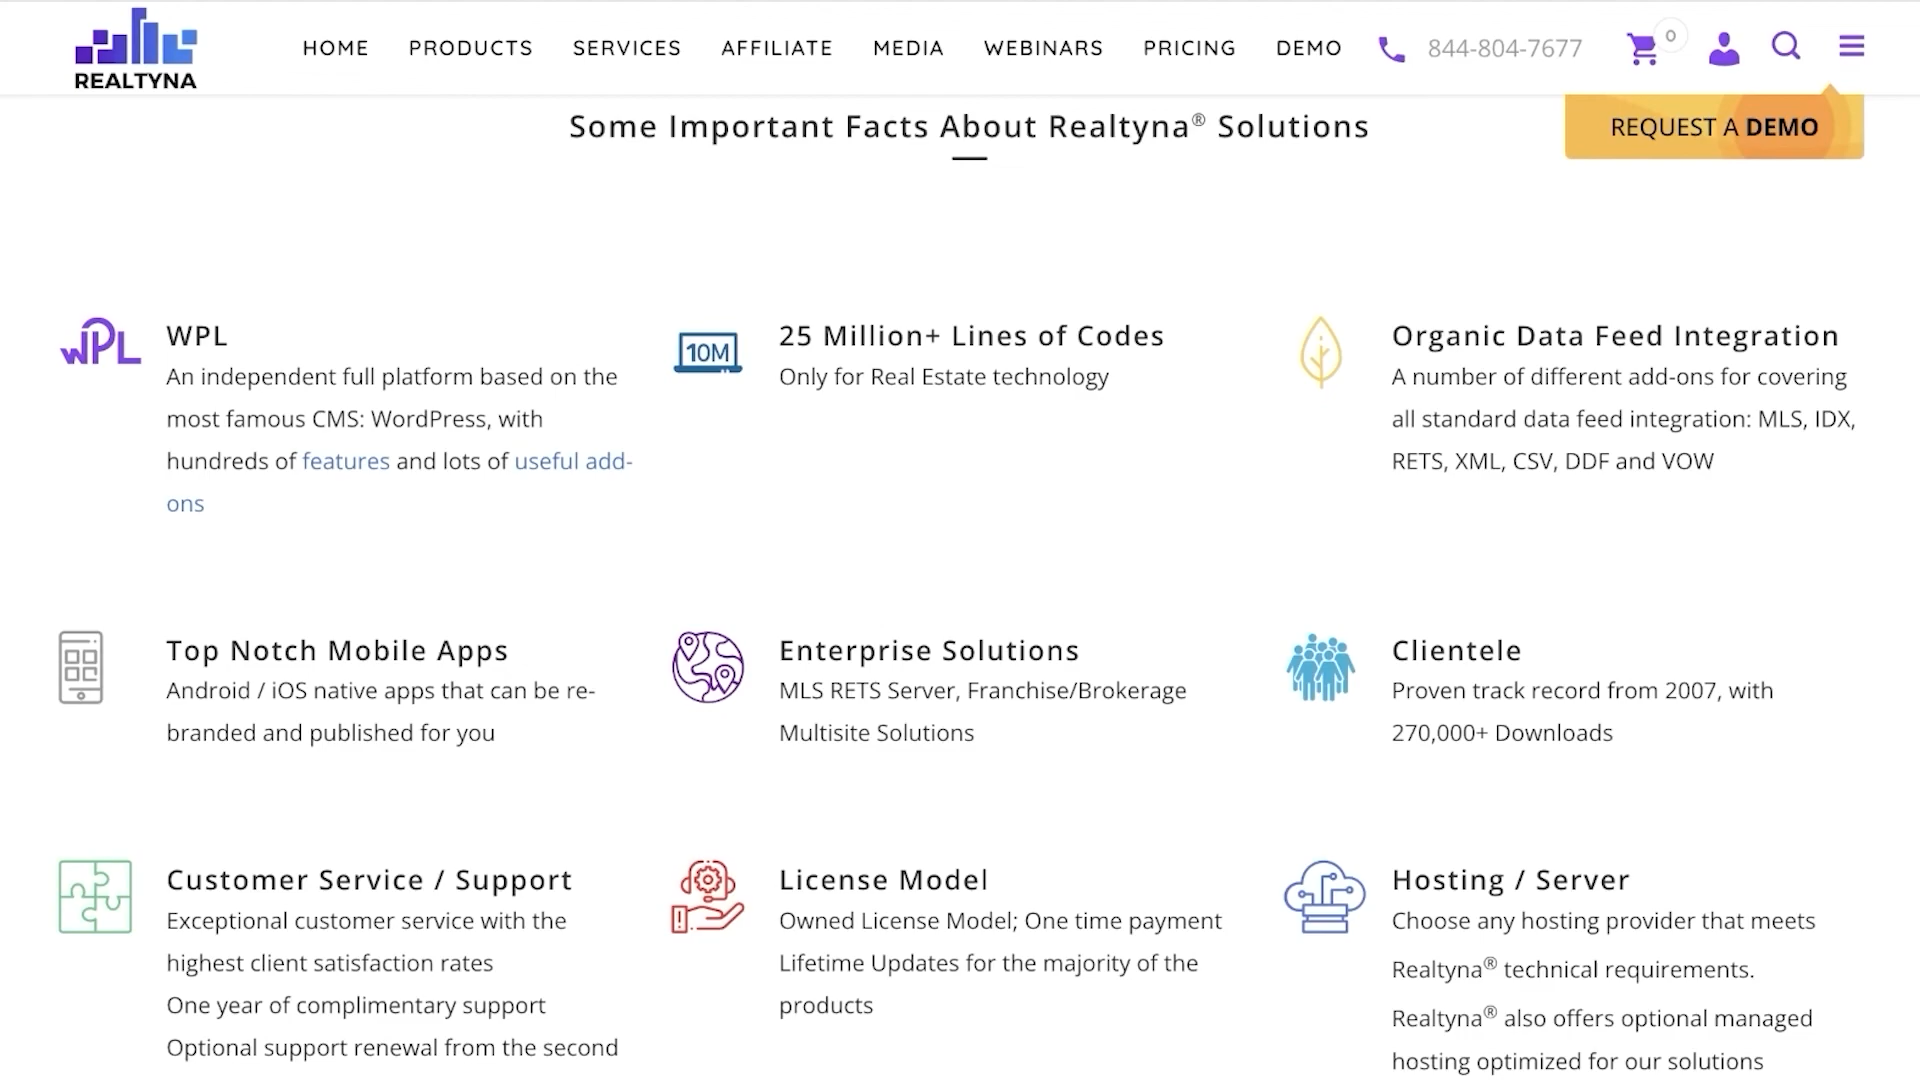 REALTYNA
HOME PRODUCTS SERVICES AFFILIATE MEDIA WEBINARS PRICING DEMO 844-804-7677 0
Some Important Facts About Realtyna® Solutions
REQUEST A DEMO
WPL
WPL
An independent full platform based on the
most famous CMS: WordPress, with
hundreds of features and lots of useful add-
ons
10M
25 Million+ Lines of Codes
Only for Real Estate technology
Organic Data Feed Integration
A number of different add-ons for covering
all standard data feed integration: MLS, IDX,
RETS, XML, CSV, DDF and VOW
Top Notch Mobile Apps
Android / iOS native apps that can be re-
branded and published for you
Enterprise Solutions
MLS RETS Server, Franchise/Brokerage
Multisite Solutions
Clientele
Proven track record from 2007, with
270,000+ Downloads
Customer Service / Support
Exceptional customer service with the
highest client satisfaction rates
One year of complimentary support
Optional support renewal from the second
License Model
Owned License Model; One time payment
Lifetime Updates for the majority of the
products
Hosting / Server
Choose any hosting provider that meets
Realtyna® technical requirements.
Realtyna® also offers optional managed
hosting optimized for our solutions